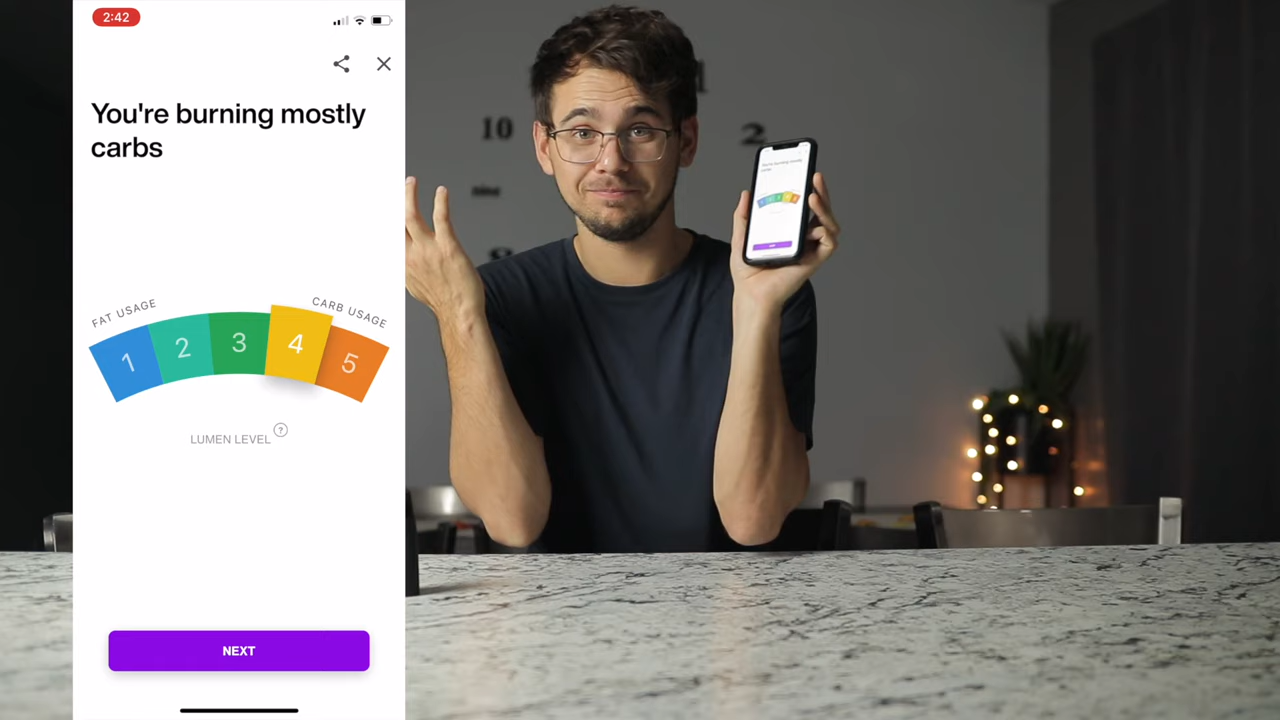 2:42
You're burning mostly
carbs
FAT USAGE
CARB USAGE
1
2
3
4
5
LUMEN LEVEL
?
NEXT
10
2